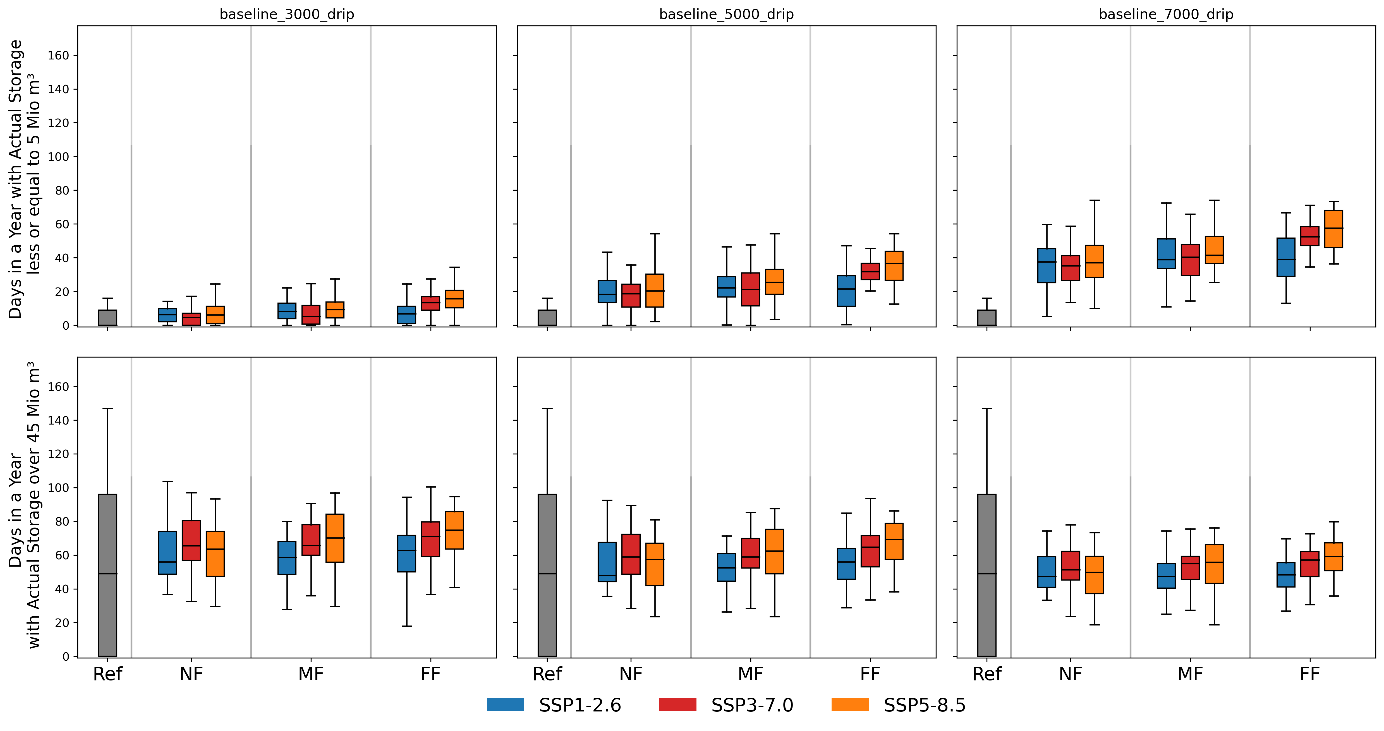 baseline_3000_drip
baseline_5000_drip
baseline_7000_drip
Days in a Year with Actual Storage
less or equal to 5 Mio m³
160
140
120
100
80
60
40
20
0
Days in a Year
with Actual Storage over 45 Mio m³
160
140
120
100
80
60
40
20
0
Ref NF MF FF
Ref NF MF FF
Ref NF MF FF
SSP1-2.6 SSP3-7.0 SSP5-8.5